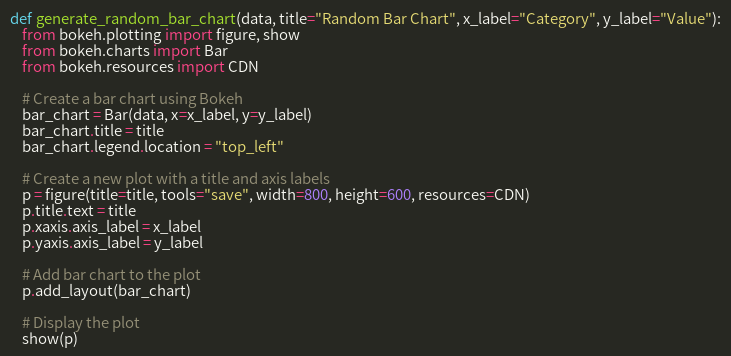 def generate_random_bar_chart(data, title="Random Bar Chart", x_label="Category", y_label="Value"):
from bokeh.plotting import figure, show
from bokeh.charts import Bar
from bokeh.resources import CDN
# Create a bar chart using Bokeh
bar_chart = Bar(data, x=x_label, y=y_label)
bar_chart.title = title
bar_chart.legend.location = "top_left"
# Create a new plot with a title and axis labels
p = figure(title=title, tools="save", width=800, height=600, resources=CDN)
p.title.text = title
p.xaxis.axis_label = x_label
p.yaxis.axis_label = y_label
# Add bar chart to the plot
p.add_layout(bar_chart)
# Display the plot
show(p)